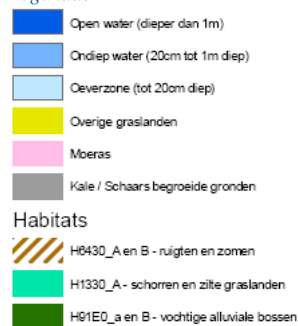 Open water (dieper dan 1m)
Ondiep water (20cm tot 1m diep)
Oeverzone (tot 20cm diep)
Overige graslanden
Moeras
Kale / Schaars begroeide gronden
Habitats
H6430_A en B - ruigten en zomen
H1330_A - schorren en zilte graslanden
H91E0_a en B - vochtige alluviale bossen